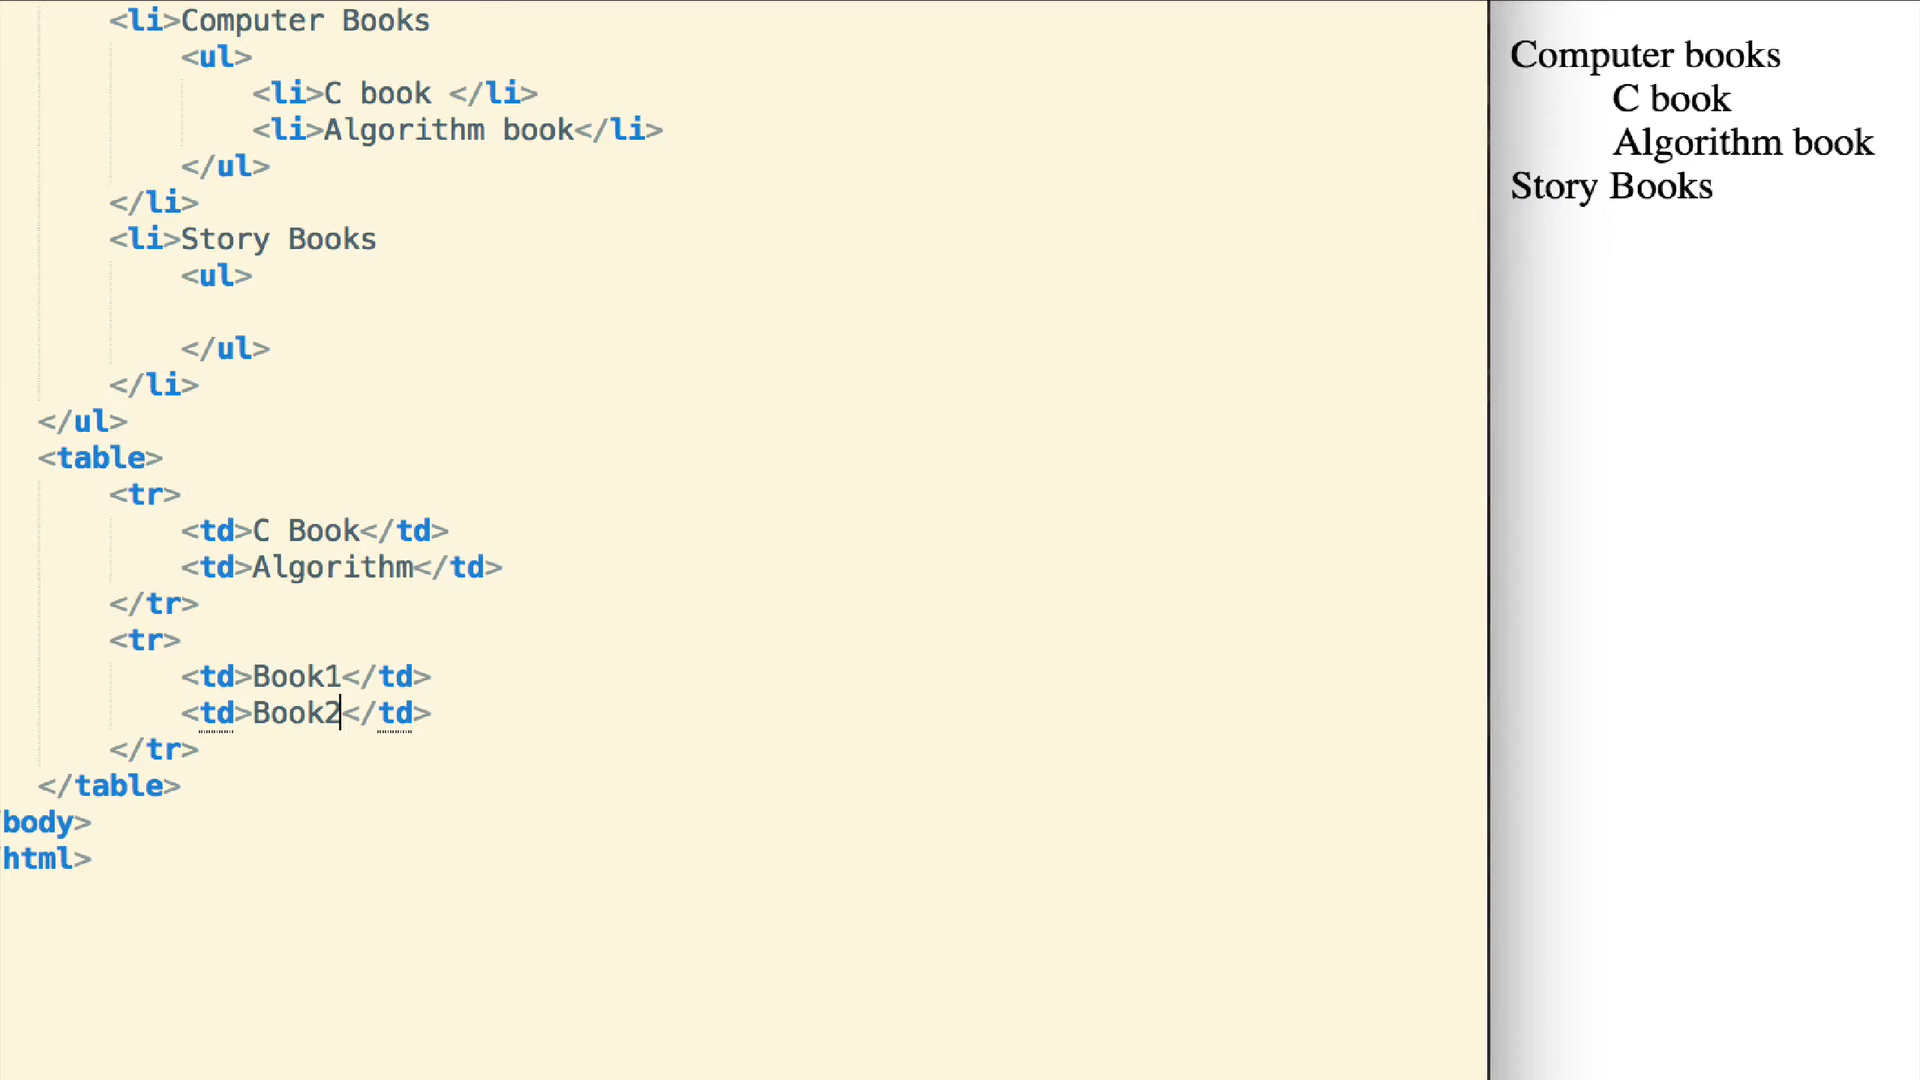 <li>Computer Books
<ul>
<li>C book </li>
<li>Algorithm book</li>
</ul>
</li>
<li>Story Books
<ul>
</ul>
</li>
</ul>
<table>
<tr>
<td>C Book</td>
<td>Algorithm</td>
</tr>
<tr>
<td>Book1</td>
<td>Book2</td>
</tr>
</table>
body>
html>
Computer books
C book
Algorithm book
Story Books